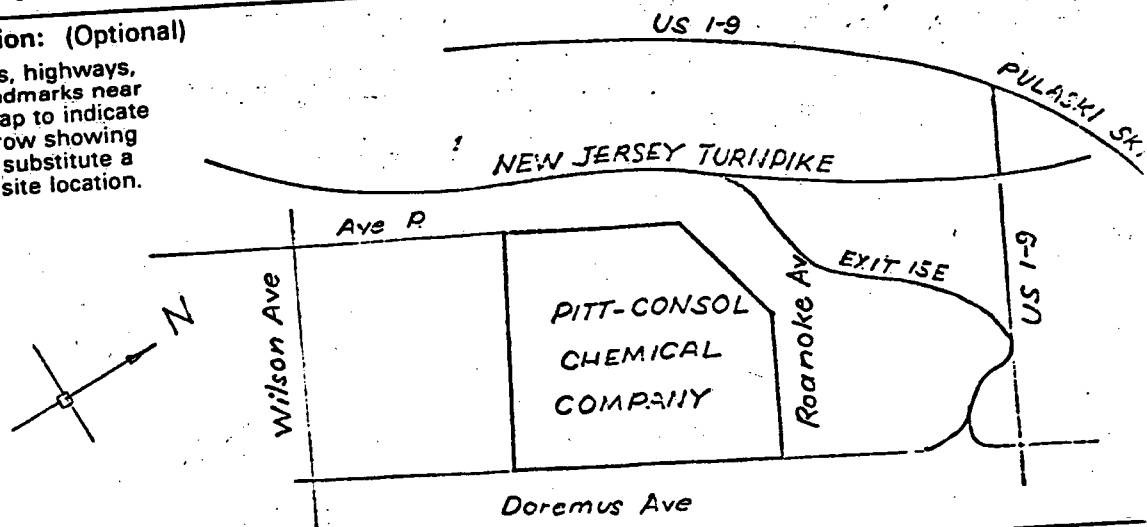 ion: (Optional)
s, highways,
ndmarks near
ap to indicate
row showing
substitute a
site location.
US 1-9
PULASKI SK.
NEW JERSEY TURNPIKE
Ave P.
EXIT 15E
US 1-9
Wilson Ave
PITT-CONSOL
CHEMICAL
COMPANY
Roanoke Av
N
Doremus Ave